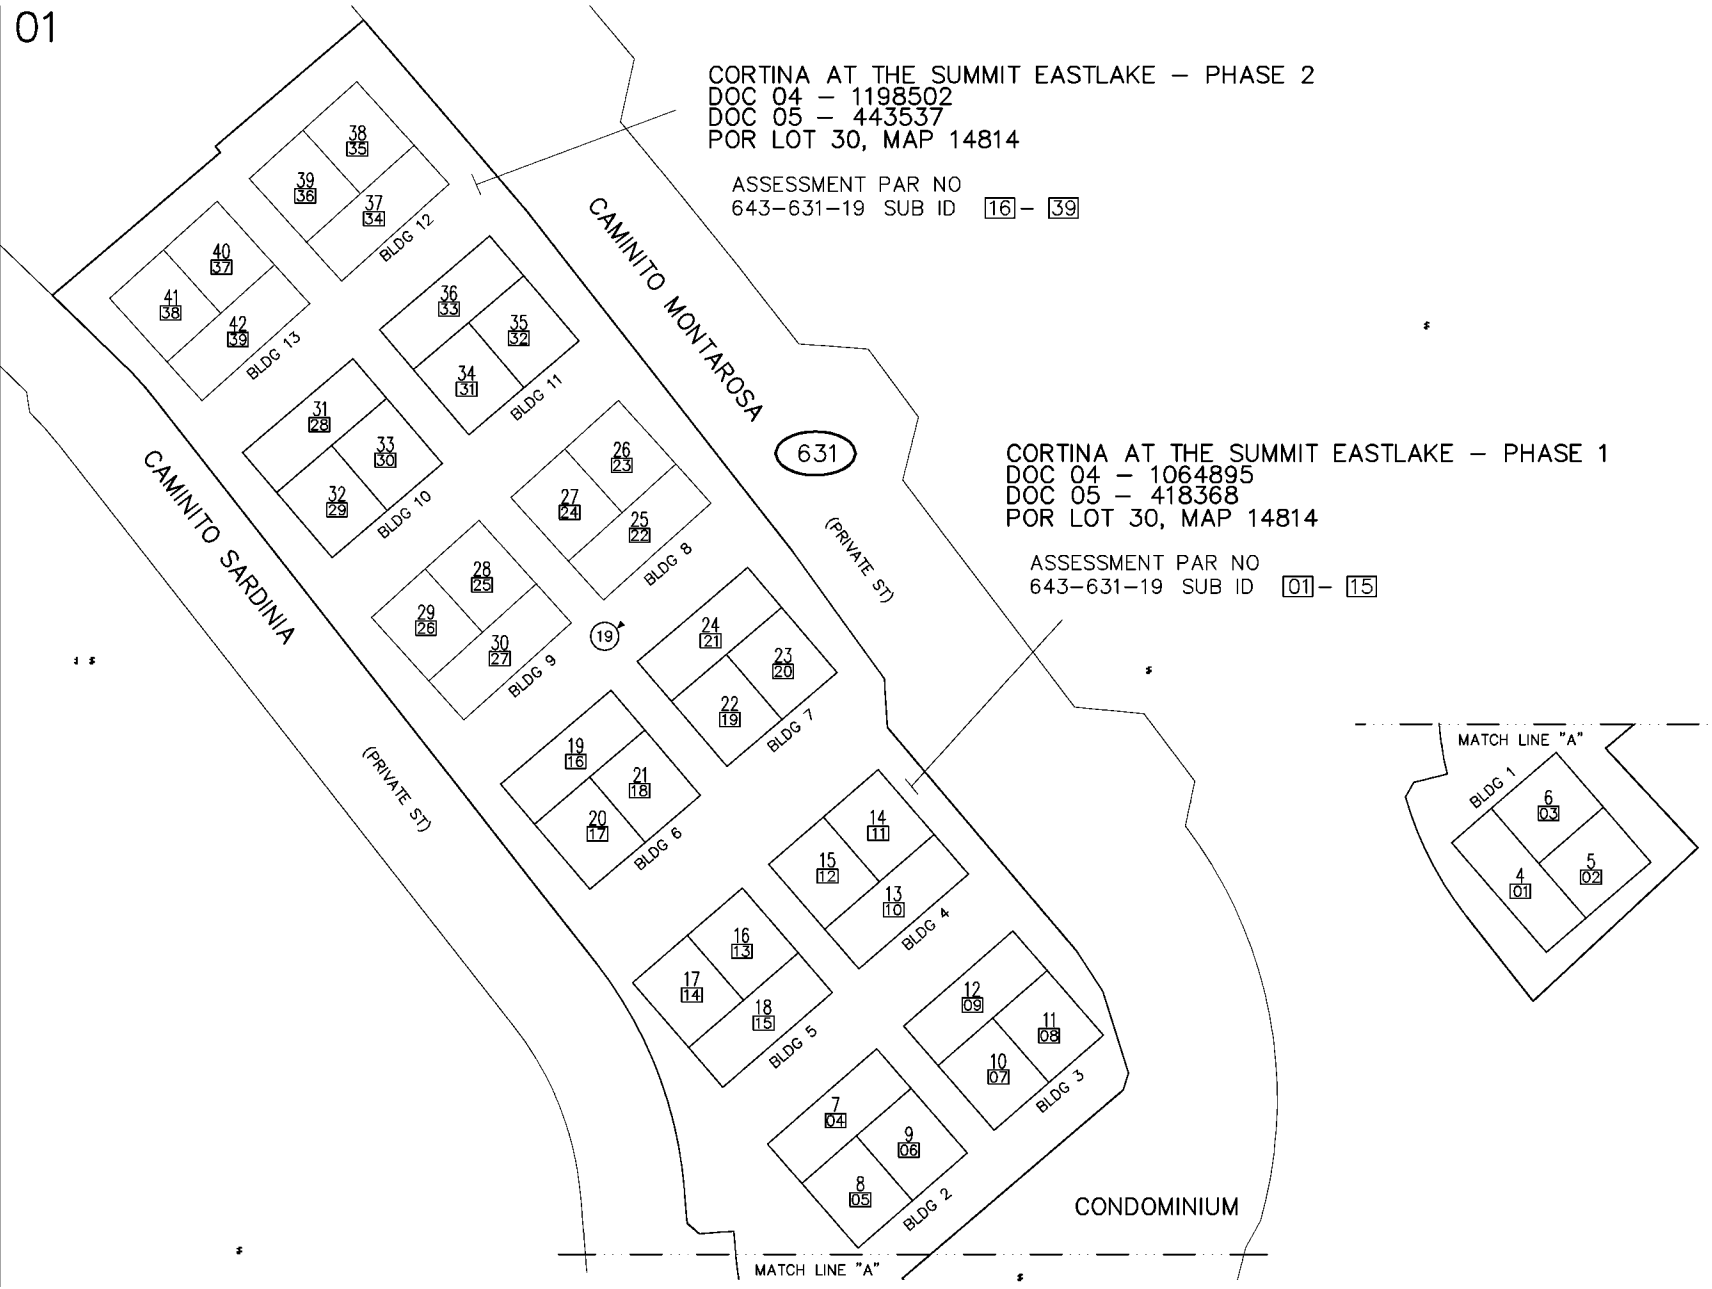 01
CORTINA AT THE SUMMIT EASTLAKE – PHASE 2
DOC 04 – 1198502
DOC 05 – 443537
POR LOT 30, MAP 14814
ASSESSMENT PAR NO
643–631–19 SUB ID 16 – 39
38
35
39
36
37
34
BLDG 12
40
37
41
38
42
39
BLDG 13
36
33
35
32
34
31
BLDG 11
31
28
33
30
32
29
BLDG 10
CAMINITO MONTAROSA
(PRIVATE ST)
631
CAMINITO SARDINIA
(PRIVATE ST)
CORTINA AT THE SUMMIT EASTLAKE – PHASE 1
DOC 04 – 1064895
DOC 05 – 418368
POR LOT 30, MAP 14814
ASSESSMENT PAR NO
643–631–19 SUB ID 01 – 15
26
23
27
24
25
22
BLDG 8
28
25
29
26
30
27
BLDG 9
19
24
21
23
20
22
19
BLDG 7
19
16
21
18
20
17
BLDG 6
14
11
15
12
13
10
BLDG 4
16
13
17
14
18
15
BLDG 5
12
09
11
08
10
07
BLDG 3
7
04
9
06
8
05
BLDG 2
CONDOMINIUM
MATCH LINE "A"
MATCH LINE "A"
BLDG 1
6
03
5
02
4
01